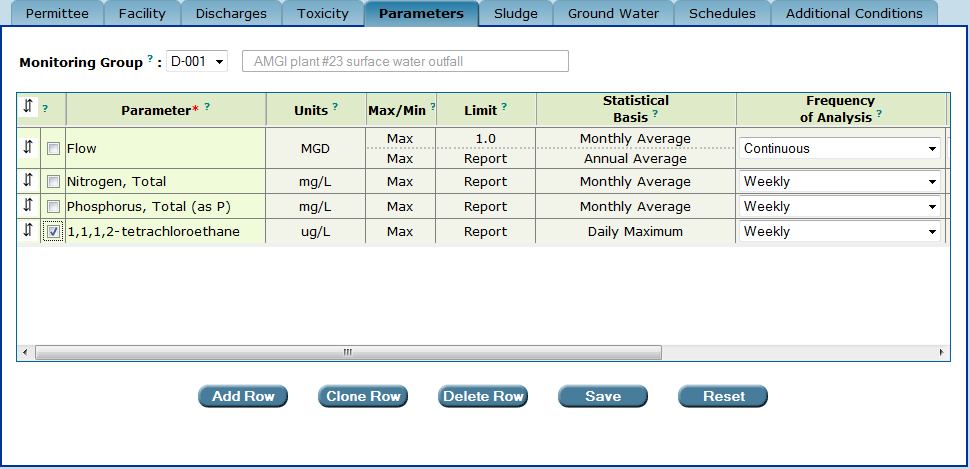 Permittee Facility Discharges Toxicity Parameters Sludge Ground Water Schedules Additional Conditions
Monitoring Group ? : D-001 AMGI plant #23 surface water outfall
? Parameter* ? Units ? Max/Min ? Limit ? Statistical Basis ? Frequency of Analysis ?
Flow MGD Max 1.0 Monthly Average Continuous
Max Report Annual Average
Nitrogen, Total mg/L Max Report Monthly Average Weekly
Phosphorus, Total (as P) mg/L Max Report Monthly Average Weekly
1,1,1,2-tetrachloroethane ug/L Max Report Daily Maximum Weekly
Add Row Clone Row Delete Row Save Reset